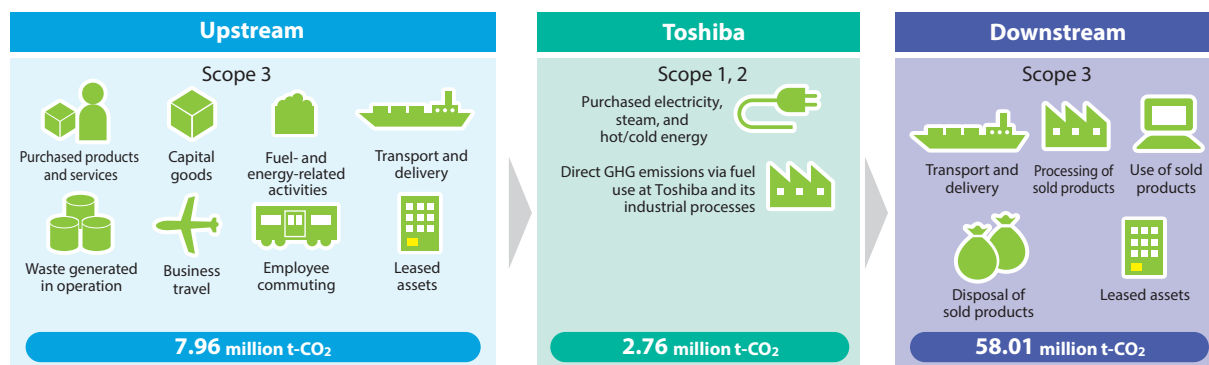 Upstream
Scope 3
Purchased products
and services
Capital
goods
Fuel- and
energy-related
activities
Transport and
delivery
Waste generated
in operation
Business
travel
Employee
commuting
Leased
assets
7.96 million t-CO₂
Toshiba
Scope 1, 2
Purchased electricity,
steam, and
hot/cold energy
Direct GHG emissions via fuel
use at Toshiba and its
industrial processes
2.76 million t-CO₂
Downstream
Scope 3
Transport and
delivery
Processing of
sold products
Use of sold
products
Disposal of
sold products
Leased assets
58.01 million t-CO₂